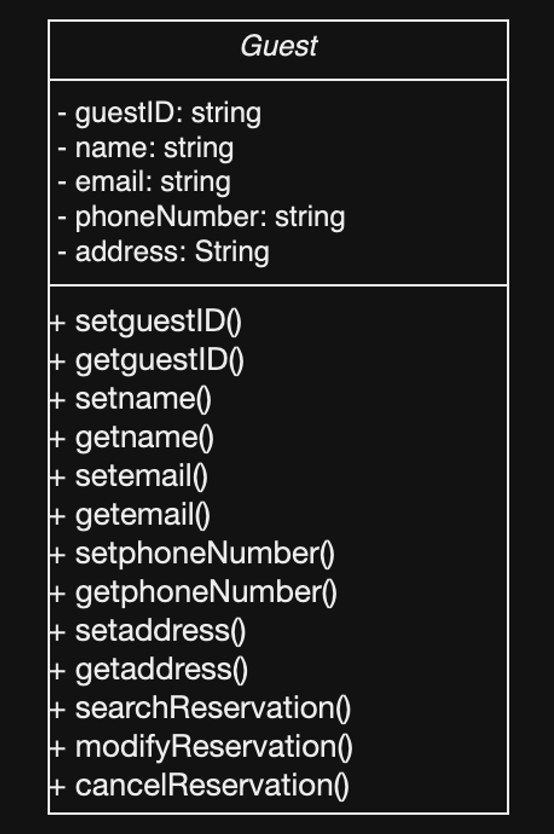 Guest
- guestID: string
- name: string
- email: string
- phoneNumber: string
- address: String
+ setguestID()
+ getguestID()
+ setname()
+ getname()
+ setemail()
+ getemail()
+ setphoneNumber()
+ getphoneNumber()
+ setaddress()
+ getaddress()
+ searchReservation()
+ modifyReservation()
+ cancelReservation()